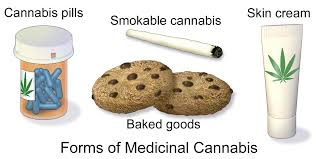 Cannabis pills
Smokable cannabis
Skin cream
Baked goods
Forms of Medicinal Cannabis